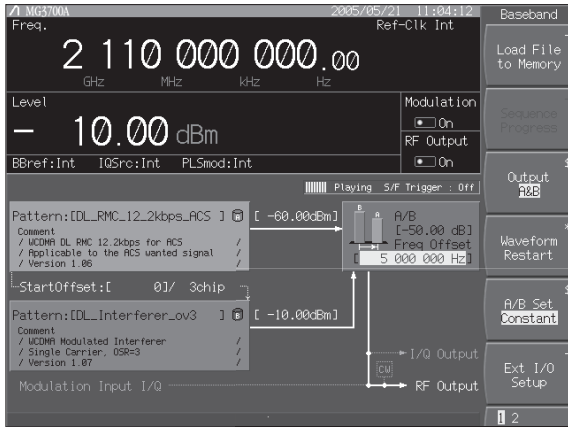 MG3700A 2005/05/21 11:04:12
Freq. Ref-Clk Int
2 110 000 000.00
GHz MHz kHz Hz
Level
- 10.00 dBm
Modulation
On
RF Output
On
BBref:Int IQSrc:Int PLSmod:Int
Playing S/F Trigger : Off
Pattern:[DL_RMC_12_2kbps_ACS ] [ -60.00dBm]
Comment
/ WCDMA DL RMC 12.2kbps for ACS /
/ Applicable to the ACS wanted signal /
/ Version 1.06 /
B A
A/B
[-50.00 dB]
Freq Offset
[ 5 000 000 Hz]
StartOffset:[ 0]/ 3chip
Pattern:[DL_Interferer_ov3 ] [ -10.00dBm]
Comment
/ WCDMA Modulated Interferer /
/ Single Carrier, OSR=3 /
/ Version 1.07 /
I/Q Output
CW
Modulation Input I/Q
RF Output
Baseband
Load File
to Memory
Sequence
Progress
Output
A&B
Waveform
Restart
A/B Set
Constant
Ext I/O
Setup
1 2